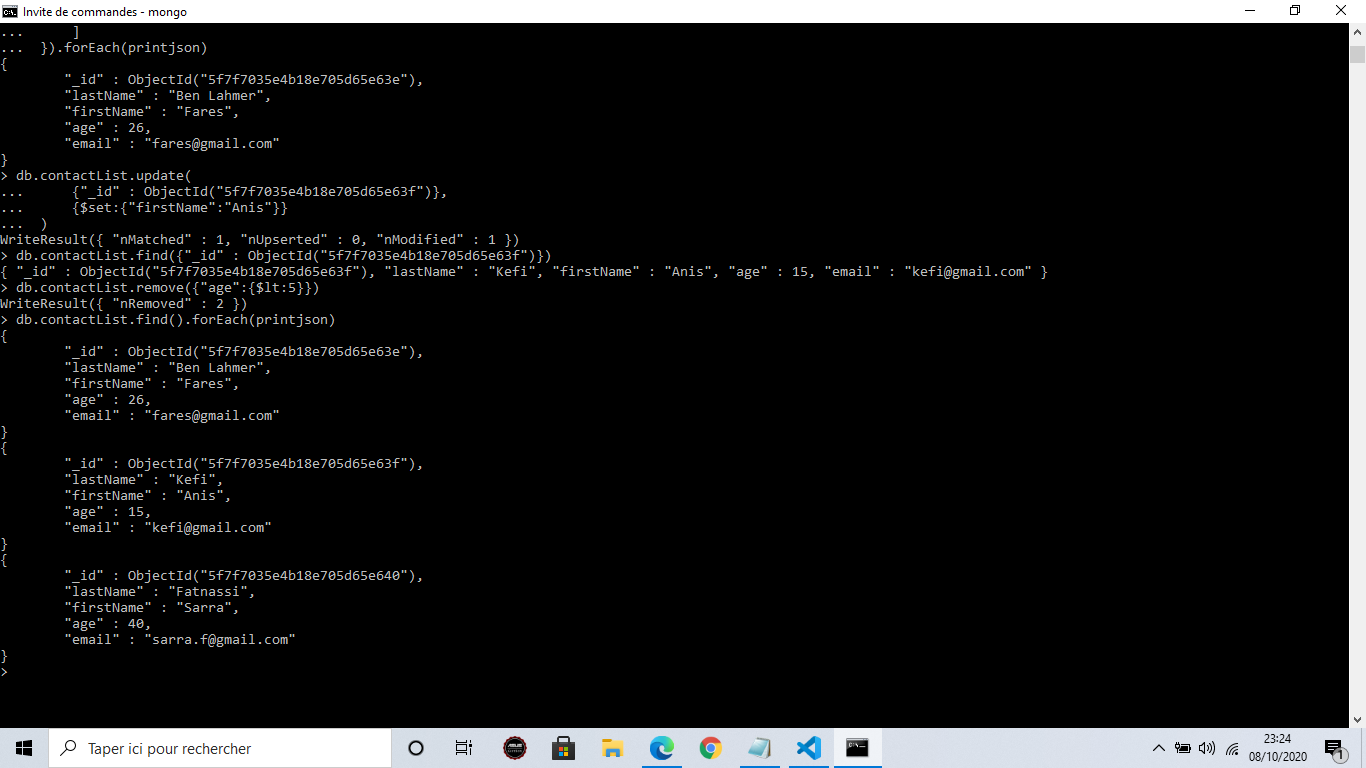 Invite de commandes - mongo
...      ]
...  }).forEach(printjson)
{
        "_id" : ObjectId("5f7f7035e4b18e705d65e63e"),
        "lastName" : "Ben Lahmer",
        "firstName" : "Fares",
        "age" : 26,
        "email" : "fares@gmail.com"
}
> db.contactList.update(
...      {"_id" : ObjectId("5f7f7035e4b18e705d65e63f")},
...      {$set:{"firstName":"Anis"}}
...  )
WriteResult({ "nMatched" : 1, "nUpserted" : 0, "nModified" : 1 })
> db.contactList.find({"_id" : ObjectId("5f7f7035e4b18e705d65e63f")})
{ "_id" : ObjectId("5f7f7035e4b18e705d65e63f"), "lastName" : "Kefi", "firstName" : "Anis", "age" : 15, "email" : "kefi@gmail.com" }
> db.contactList.remove({"age":{$lt:5}})
WriteResult({ "nRemoved" : 2 })
> db.contactList.find().forEach(printjson)
{
        "_id" : ObjectId("5f7f7035e4b18e705d65e63e"),
        "lastName" : "Ben Lahmer",
        "firstName" : "Fares",
        "age" : 26,
        "email" : "fares@gmail.com"
}
{
        "_id" : ObjectId("5f7f7035e4b18e705d65e63f"),
        "lastName" : "Kefi",
        "firstName" : "Anis",
        "age" : 15,
        "email" : "kefi@gmail.com"
}
{
        "_id" : ObjectId("5f7f7035e4b18e705d65e640"),
        "lastName" : "Fatnassi",
        "firstName" : "Sarra",
        "age" : 40,
        "email" : "sarra.f@gmail.com"
}
>
Taper ici pour rechercher
23:24
08/10/2020
1